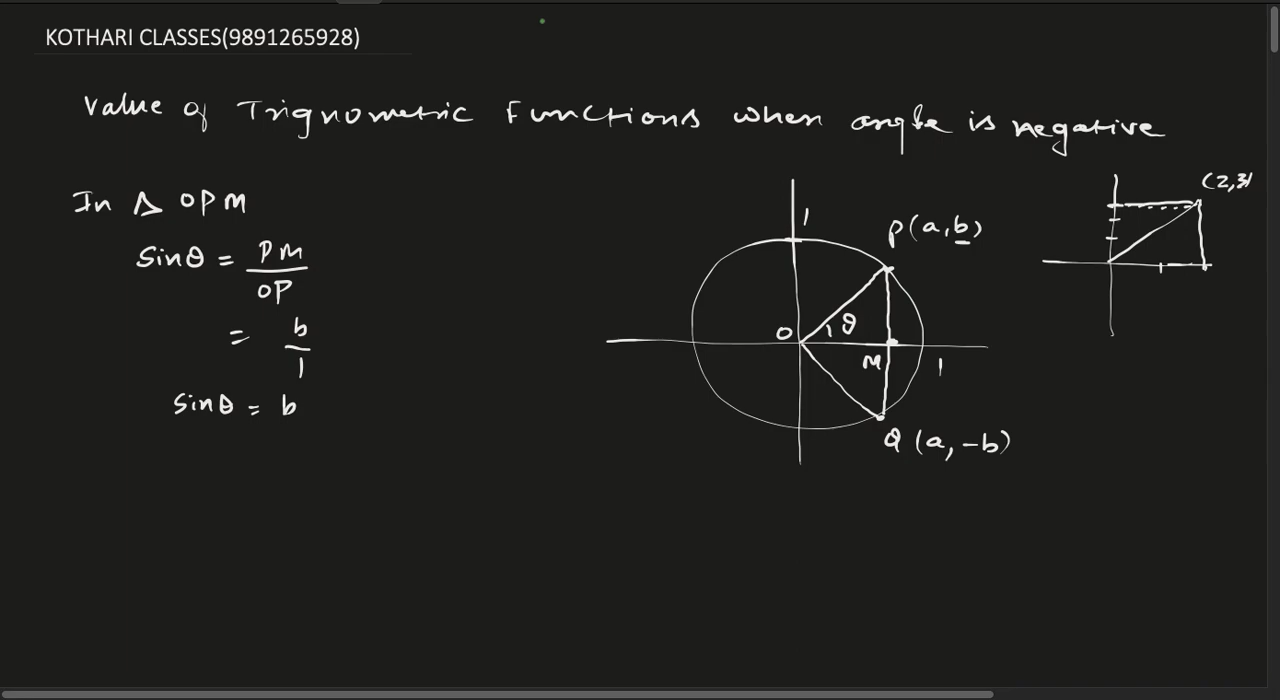 KOTHARI CLASSES(9891265928)
Value of Trignometric Functions when angle is negative
In Δ OPM
Sinθ = PM
OP
= b
1
Sinθ = b
1
P(a,b)
O
θ
M
1
Q (a, -b)
(2,3)